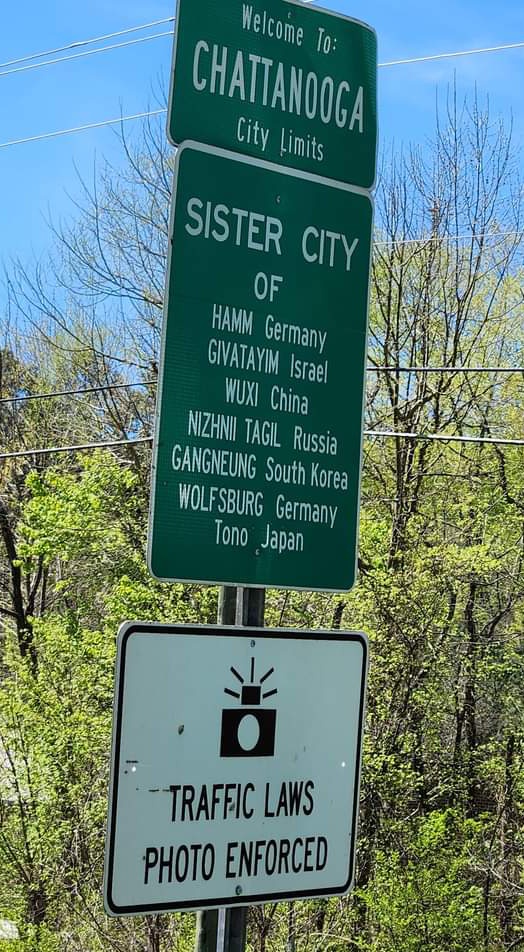 Welcome To:
CHATTANOOGA
City Limits
SISTER CITY
OF
HAMM Germany
GIVATAYIM Israel
WUXI China
NIZHNII TAGIL Russia
GANGNEUNG South Korea
WOLFSBURG Germany
Tono Japan
TRAFFIC LAWS
PHOTO ENFORCED